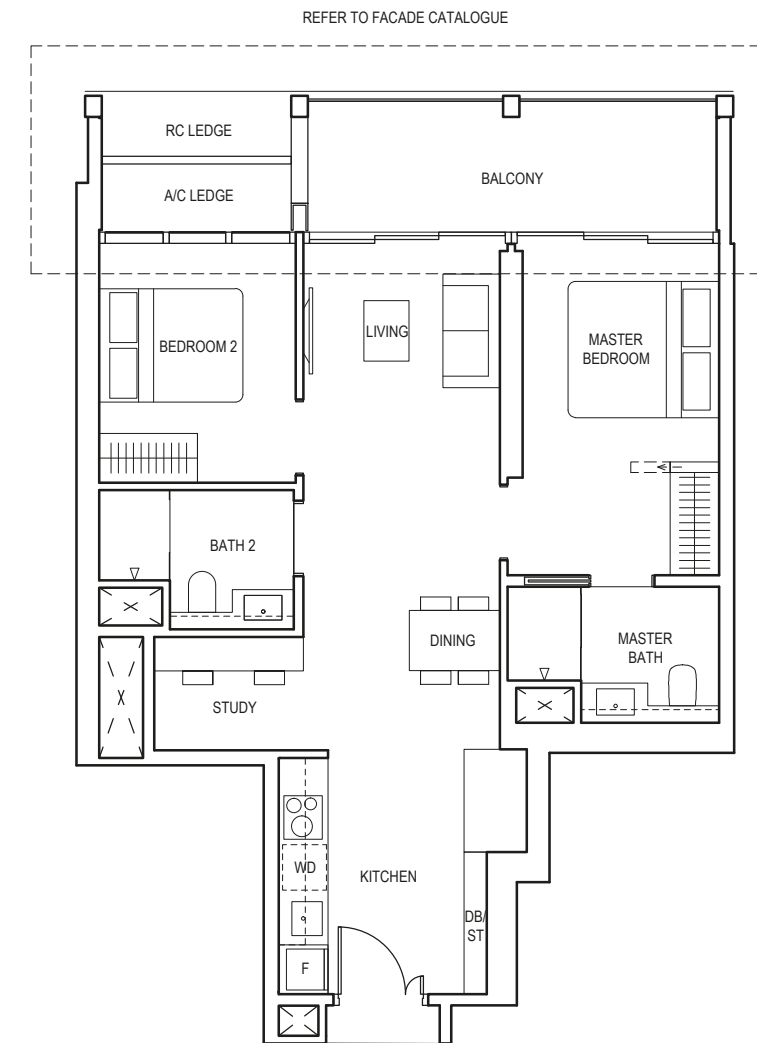 REFER TO FACADE CATALOGUE
RC LEDGE
A/C LEDGE
BALCONY
BEDROOM 2
LIVING
MASTER
BEDROOM
BATH 2
DINING
MASTER
BATH
STUDY
WD
KITCHEN
DB/
ST
F